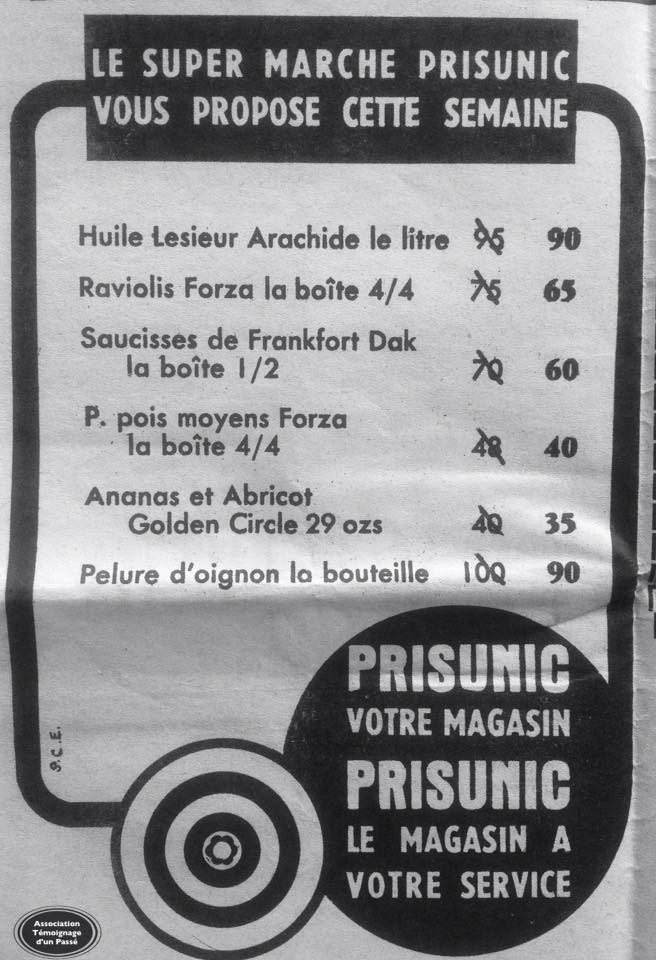 LE SUPER MARCHE PRISUNIC
VOUS PROPOSE CETTE SEMAINE
Huile Lesieur Arachide le litre 95 90
Raviolis Forza la boîte 4/4 75 65
Saucisses de Frankfort Dak
la boîte 1/2 70 60
P. pois moyens Forza
la boîte 4/4 48 40
Ananas et Abricot
Golden Circle 29 ozs 40 35
Pelure d'oignon la bouteille 100 90
PRISUNIC
VOTRE MAGASIN
PRISUNIC
LE MAGASIN A
VOTRE SERVICE
P.C.E.
Association
Témoignage
d'un Passé